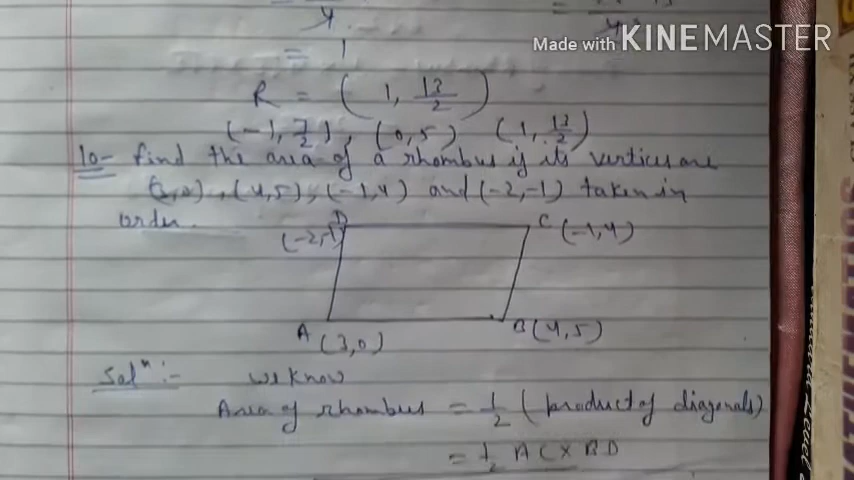 y
= 1
Made with KINEMASTER
R = ( 1, 13/2 )
(-1, 7/2), (0,5) (1, 13/2)
10- find the area of a rhombus if its vertices are
(3,0), (4,5), (-1,4) and (-2,-1) taken in
order.
D
(-2,-1)
C (-1,4)
A (3,0)
B (4,5)
Solⁿ:- we know
Area of rhombus = 1/2 (product of diagonals)
= 1/2 AC X BD